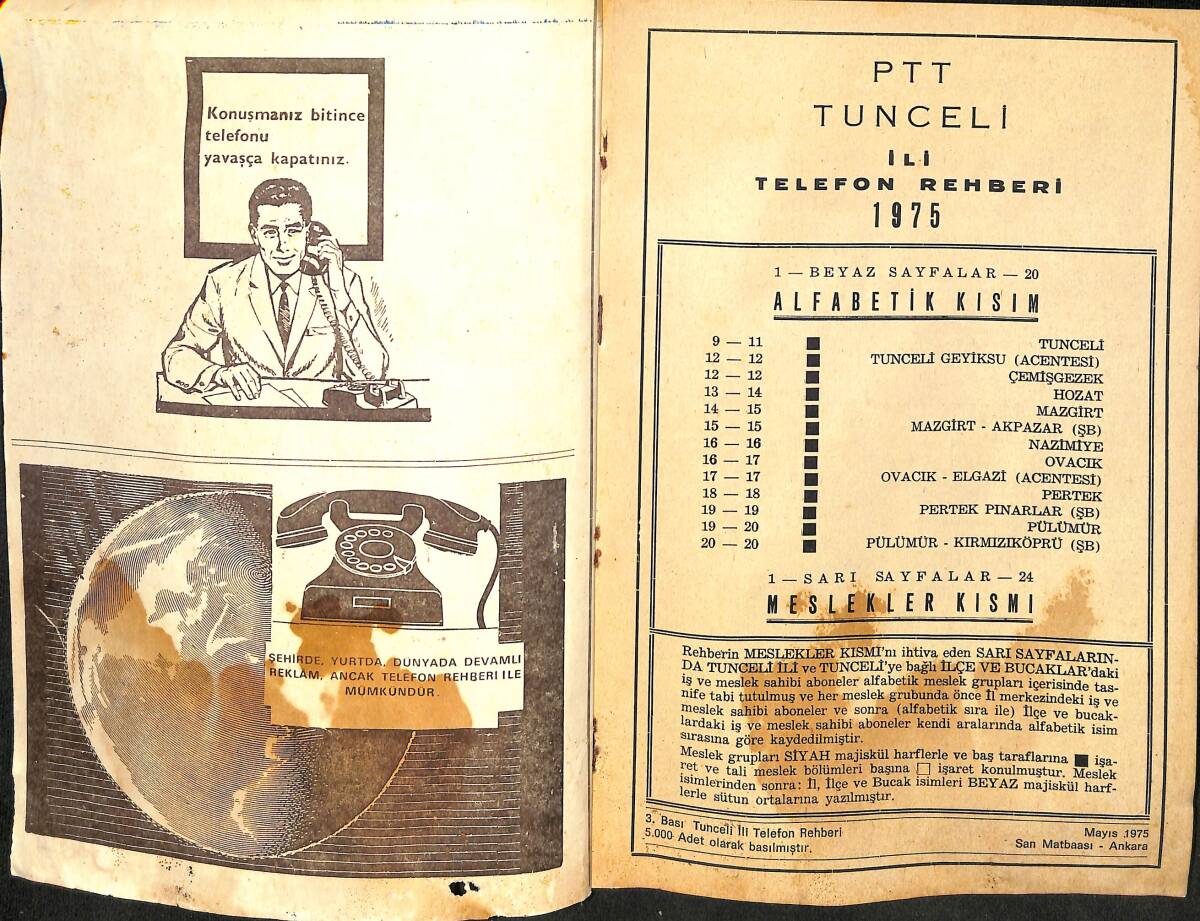 Konuşmanız bitince
telefonu
yavaşça kapatınız.
ŞEHİRDE, YURTDA, DÜNYADA DEVAMLI
REKLÂM, ANCAK TELEFON REHBERİ İLE
MÜMKÜNDÜR.
PTT
TUNCELİ
İLİ
TELEFON REHBERİ
1975
1 — BEYAZ SAYFALAR — 20
ALFABETİK KISIM
9 — 11 ■ TUNCELİ
12 — 12 ■ TUNCELİ GEYİKSU (ACENTESİ)
12 — 12 ■ ÇEMİŞGEZEK
13 — 14 ■ HOZAT
14 — 15 ■ MAZGİRT
15 — 15 ■ MAZGİRT - AKPAZAR (ŞB)
16 — 16 ■ NAZIMİYE
16 — 17 ■ OVACIK
17 — 17 ■ OVACIK - ELGAZİ (ACENTESİ)
18 — 18 ■ PERTEK
19 — 19 ■ PERTEK PINARLAR (ŞB)
19 — 20 ■ PÜLÜMÜR
20 — 20 ■ PÜLÜMÜR - KIRMIZIKÖPRÜ (ŞB)
1 — SARI SAYFALAR — 24
MESLEKLER KISMI
Rehberin MESLEKLER KISMI'nı ihtiva eden SARI SAYFALARIN-
DA TUNCELİ İLİ ve TUNCELİ'ye bağlı İLÇE VE BUCAKLAR'daki
iş ve meslek sahibi aboneler alfabetik meslek grupları içerisinde tas-
nife tabi tutulmuş ve her meslek grubunda önce İl merkezindeki iş ve
meslek sahibi aboneler ve sonra (alfabetik sıra ile) İlçe ve bucak-
lardaki iş ve meslek sahibi aboneler kendi aralarında alfabetik isim
sırasına göre kaydedilmiştir.
Meslek grupları SİYAH majiskül harflerle ve baş taraflarına ■ işa-
ret ve tali meslek bölümleri başına □ işaret konulmuştur. Meslek
isimlerinden sonra: İl, İlçe ve Bucak isimleri BEYAZ majiskül harf-
lerle sütun ortalarına yazılmıştır.
3. Bası Tunceli İli Telefon Rehberi
5.000 Adet olarak basılmıştır.
Mayıs 1975
San Matbaası - Ankara